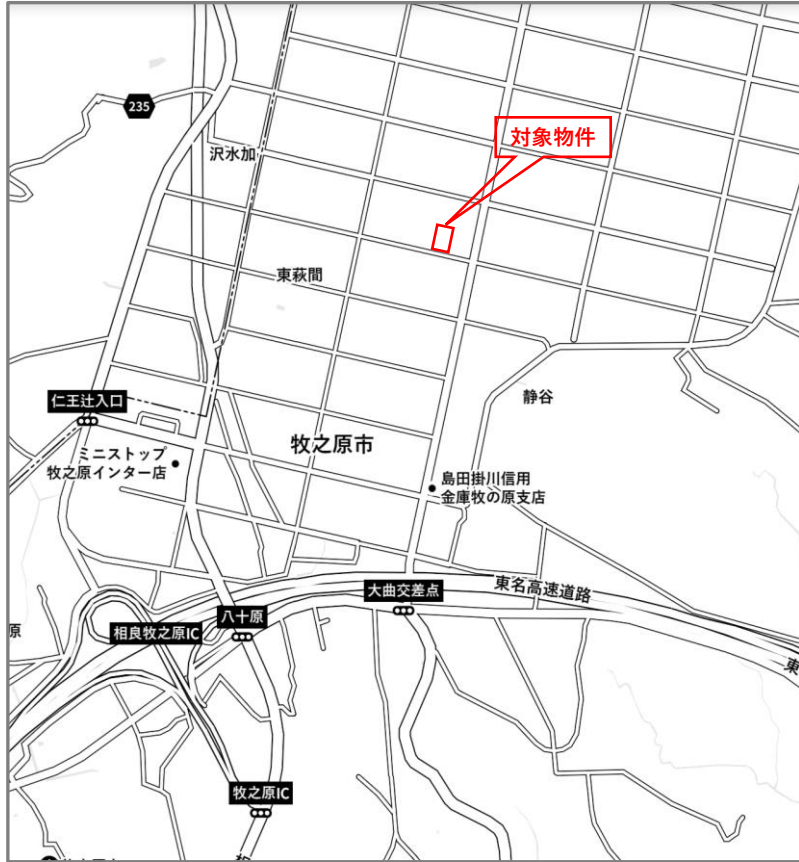 235
対象物件
沢水加
東萩間
仁王辻入口
静谷
牧之原市
ミニストップ
牧之原インター店
島田掛川信用
金庫牧の原支店
大曲交差点
東名高速道路
八十原
相良牧之原IC
原
東
牧之原IC